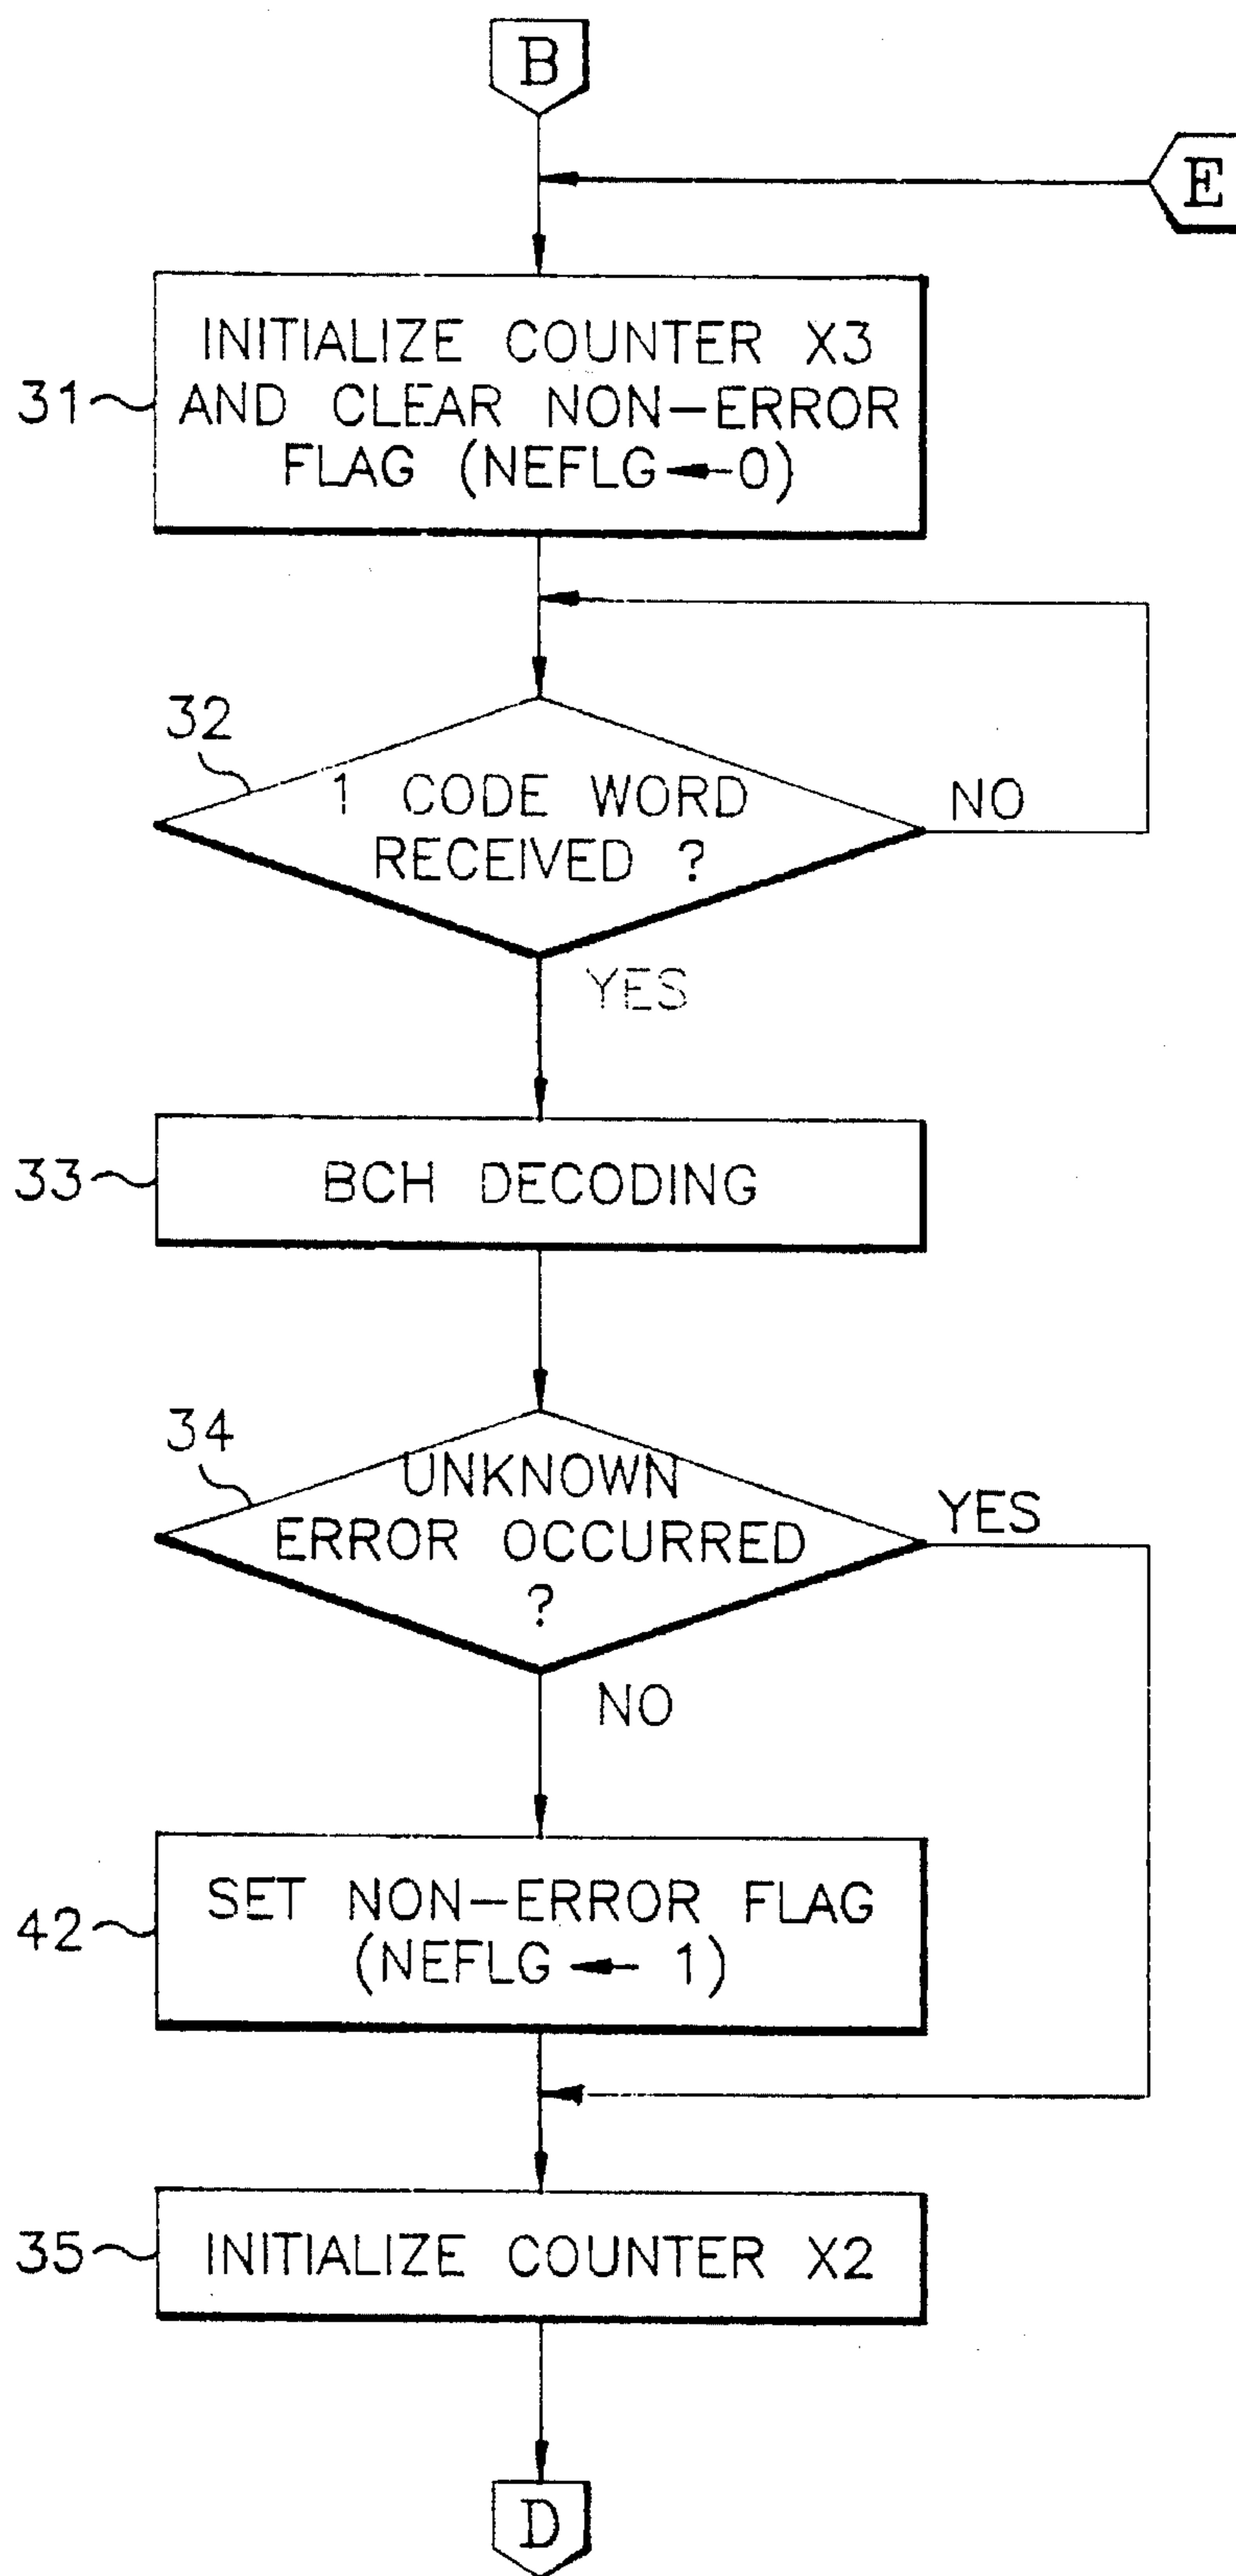 B
E
INITIALIZE COUNTER X3
31
AND CLEAR NON-ERROR
FLAG (NEFLG←0)
32
1 CODE WORD
RECEIVED ?
NO
YES
33
BCH DECODING
34
UNKNOWN
ERROR OCCURRED
?
YES
NO
42
SET NON-ERROR FLAG
(NEFLG ← 1)
35
INITIALIZE COUNTER X2
D